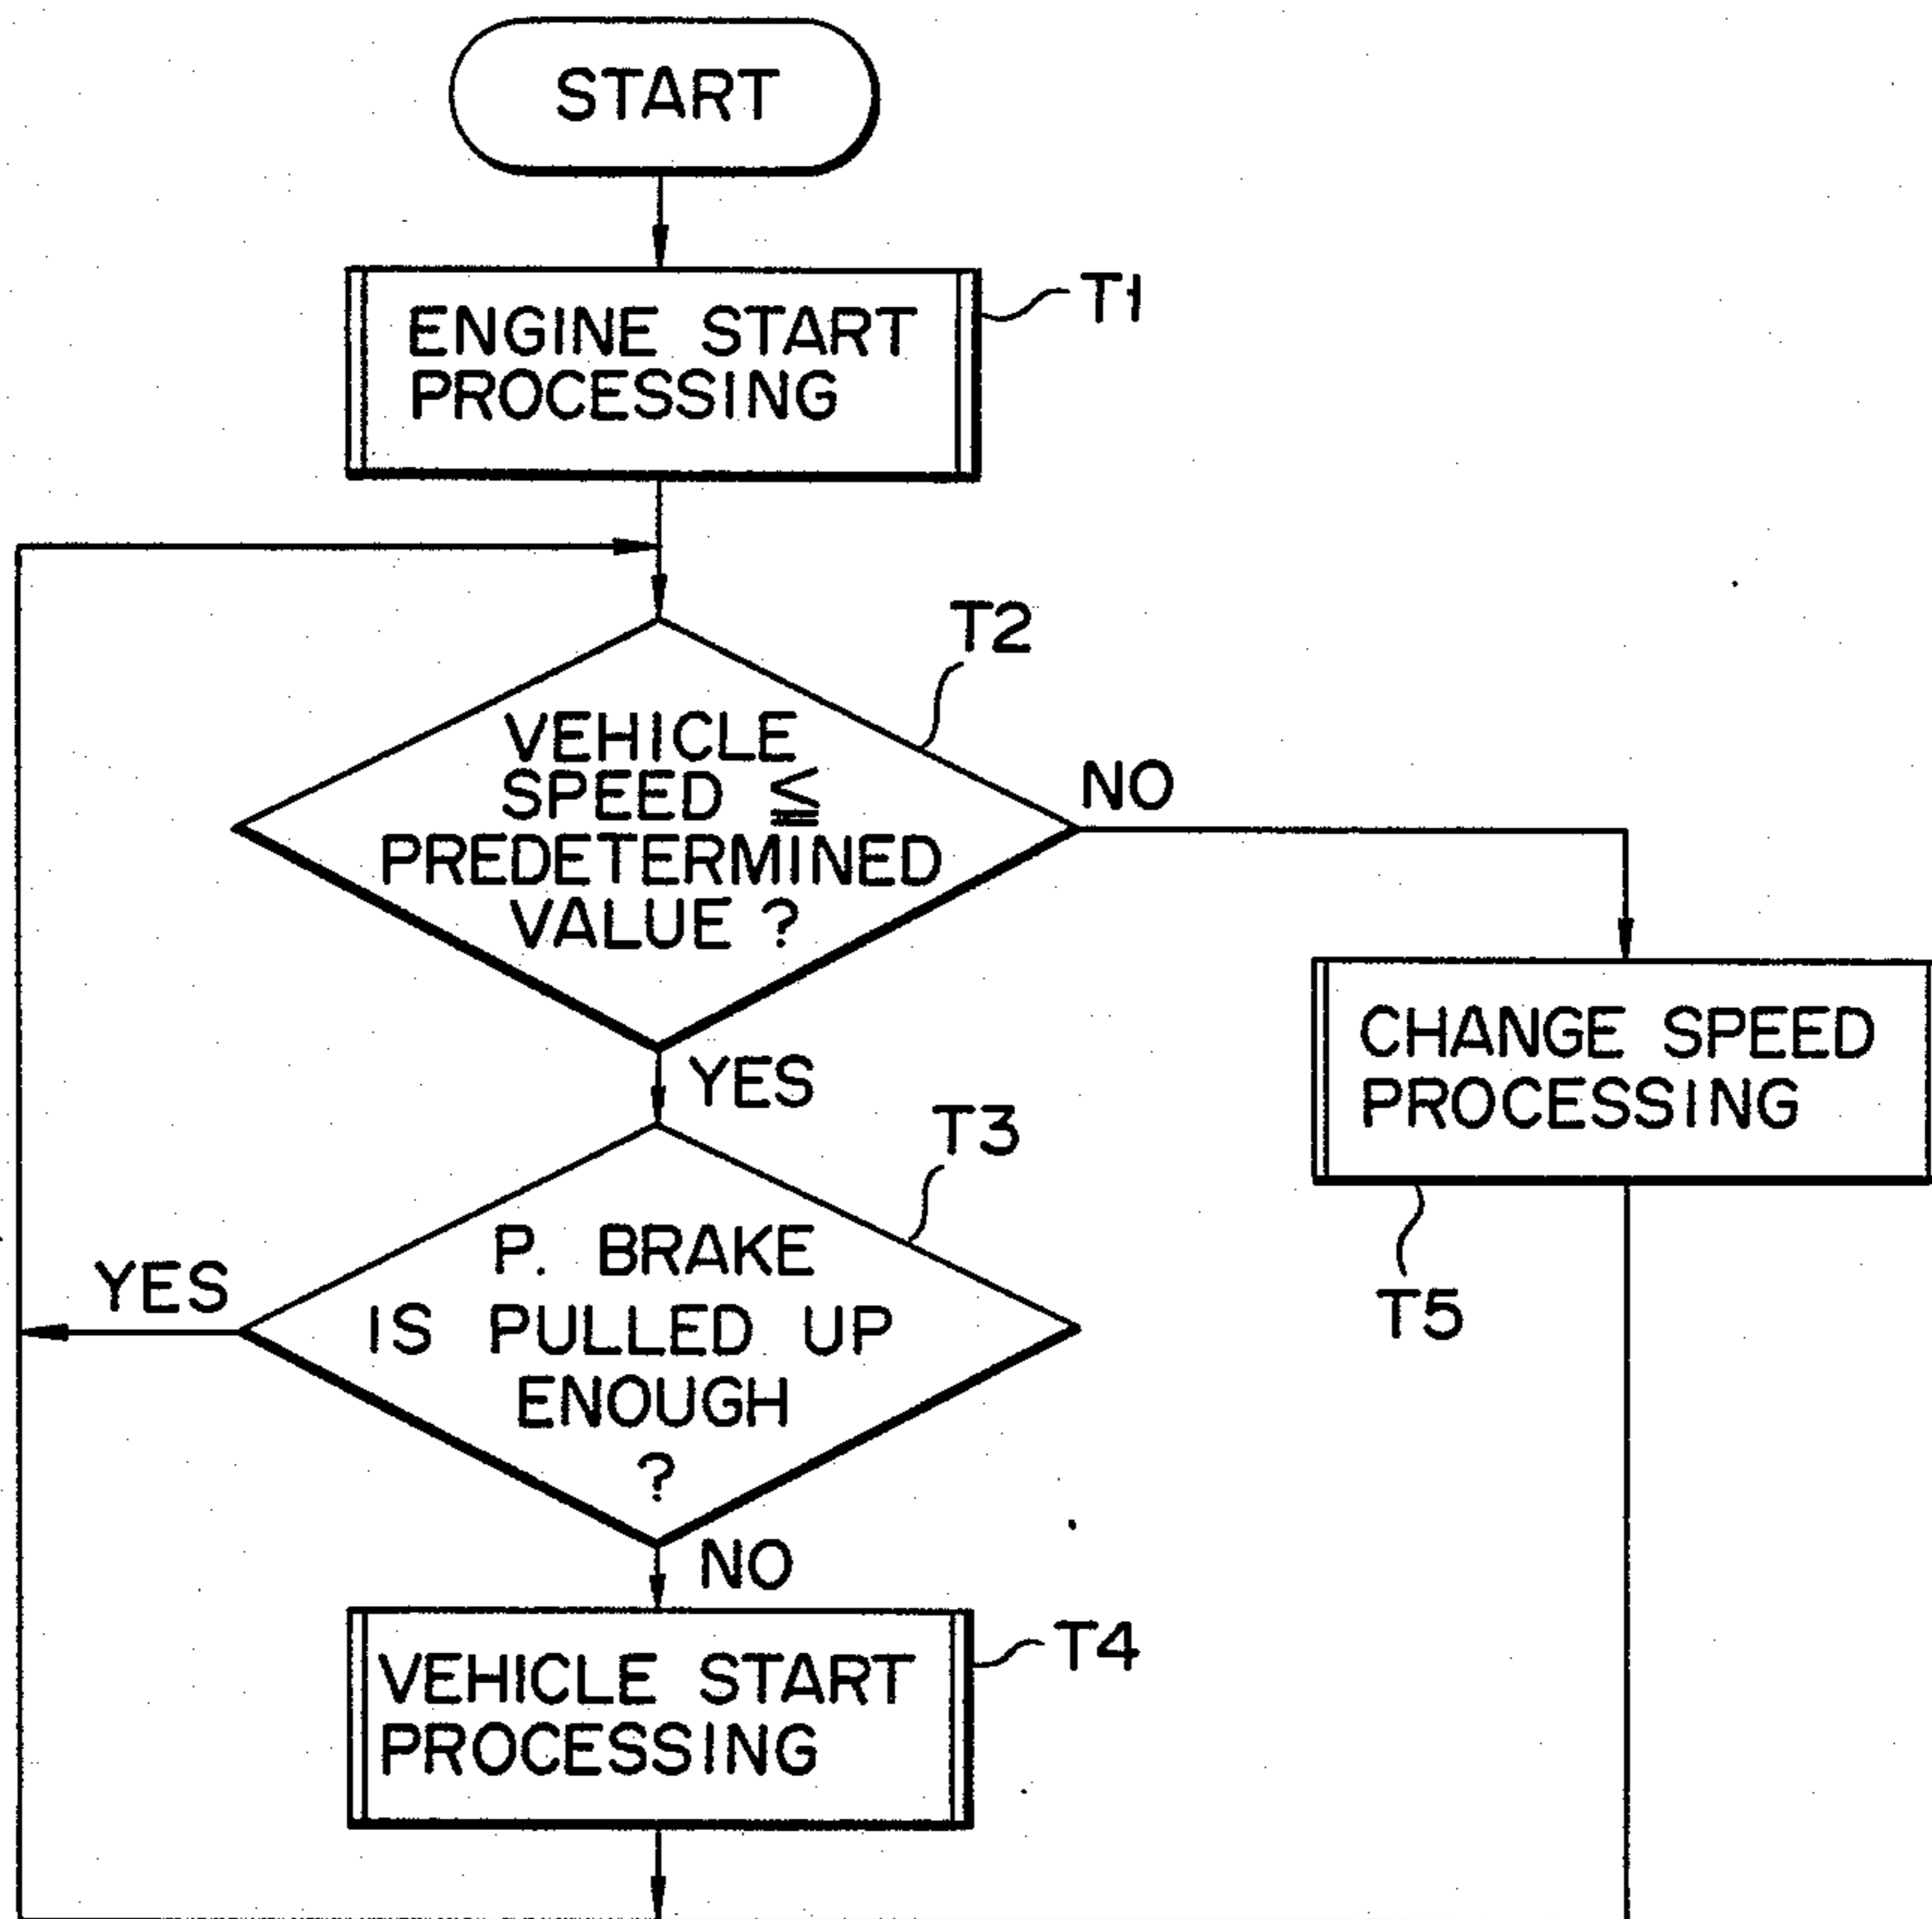 START
ENGINE START
PROCESSING
T1
T2
VEHICLE
SPEED ≦
PREDETERMINED
VALUE ?
NO
YES
CHANGE SPEED
PROCESSING
T5
T3
P. BRAKE
IS PULLED UP
ENOUGH
?
YES
NO
VEHICLE START
PROCESSING
T4